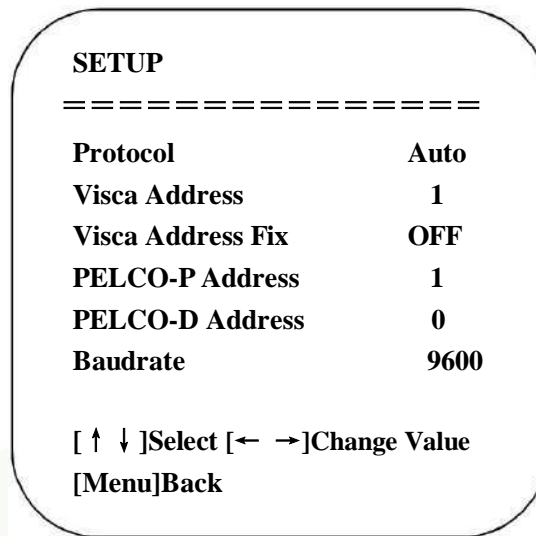 SETUP
===============
Protocol Auto
Visca Address 1
Visca Address Fix OFF
PELCO-P Address 1
PELCO-D Address 0
Baudrate 9600
[ ↑ ↓ ]Select [← →]Change Value
[Menu]Back